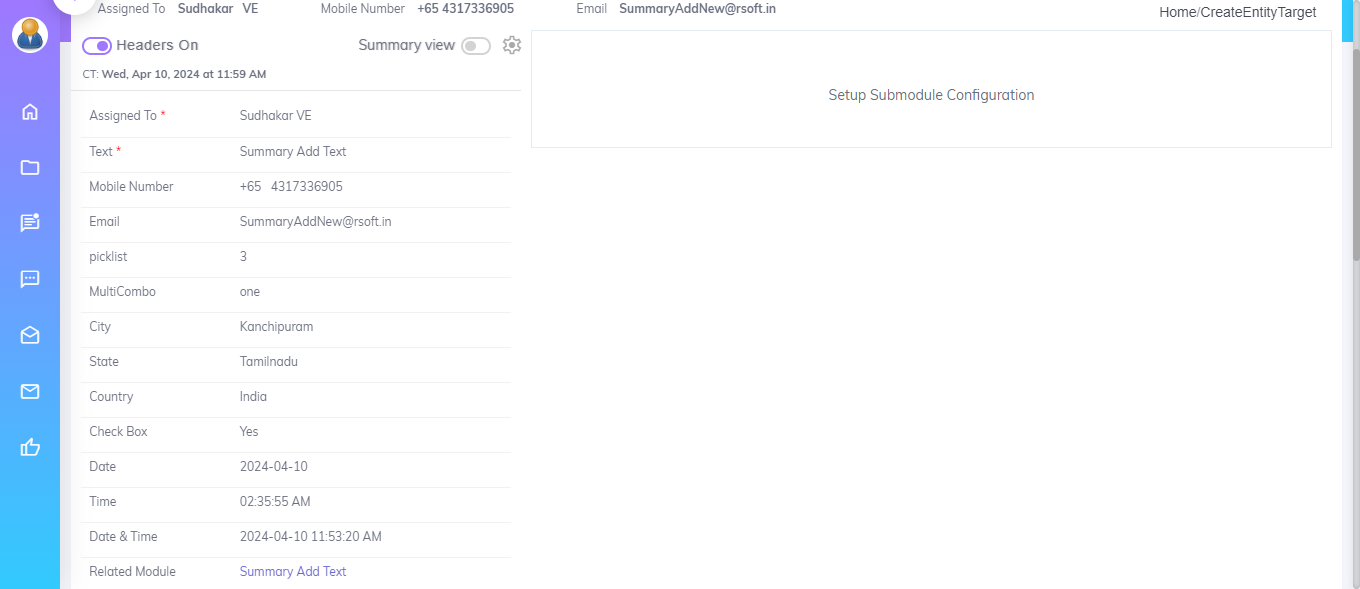 Assigned To Sudhakar VE Mobile Number +65 4317336905 Email SummaryAddNew@rsoft.in
Home/CreateEntityTarget
Headers On Summary view
CT: Wed, Apr 10, 2024 at 11:59 AM
Setup Submodule Configuration
Assigned To * Sudhakar VE
Text * Summary Add Text
Mobile Number +65 4317336905
Email SummaryAddNew@rsoft.in
picklist 3
MultiCombo one
City Kanchipuram
State Tamilnadu
Country India
Check Box Yes
Date 2024-04-10
Time 02:35:55 AM
Date & Time 2024-04-10 11:53:20 AM
Related Module Summary Add Text